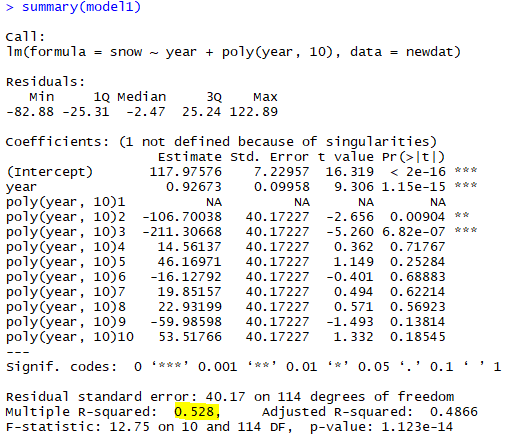 > summary(model1)
Call:
lm(formula = snow ~ year + poly(year, 10), data = newdat)
Residuals:
Min 1Q Median 3Q Max
-82.88 -25.31 -2.47 25.24 122.89
Coefficients: (1 not defined because of singularities)
Estimate Std. Error t value Pr(>|t|)
(Intercept) 117.97576 7.22957 16.319 < 2e-16 ***
year 0.92673 0.09958 9.306 1.15e-15 ***
poly(year, 10)1 NA NA NA NA
poly(year, 10)2 -106.70038 40.17227 -2.656 0.00904 **
poly(year, 10)3 -211.30668 40.17227 -5.260 6.82e-07 ***
poly(year, 10)4 14.56137 40.17227 0.362 0.71767
poly(year, 10)5 46.16971 40.17227 1.149 0.25284
poly(year, 10)6 -16.12792 40.17227 -0.401 0.68883
poly(year, 10)7 19.85157 40.17227 0.494 0.62214
poly(year, 10)8 22.93199 40.17227 0.571 0.56923
poly(year, 10)9 -59.98598 40.17227 -1.493 0.13814
poly(year, 10)10 53.51766 40.17227 1.332 0.18545
---
Signif. codes: 0 ‘***’ 0.001 ‘**’ 0.01 ‘*’ 0.05 ‘.’ 0.1 ‘ ’ 1
Residual standard error: 40.17 on 114 degrees of freedom
Multiple R-squared: 0.528, Adjusted R-squared: 0.4866
F-statistic: 12.75 on 10 and 114 DF, p-value: 1.123e-14